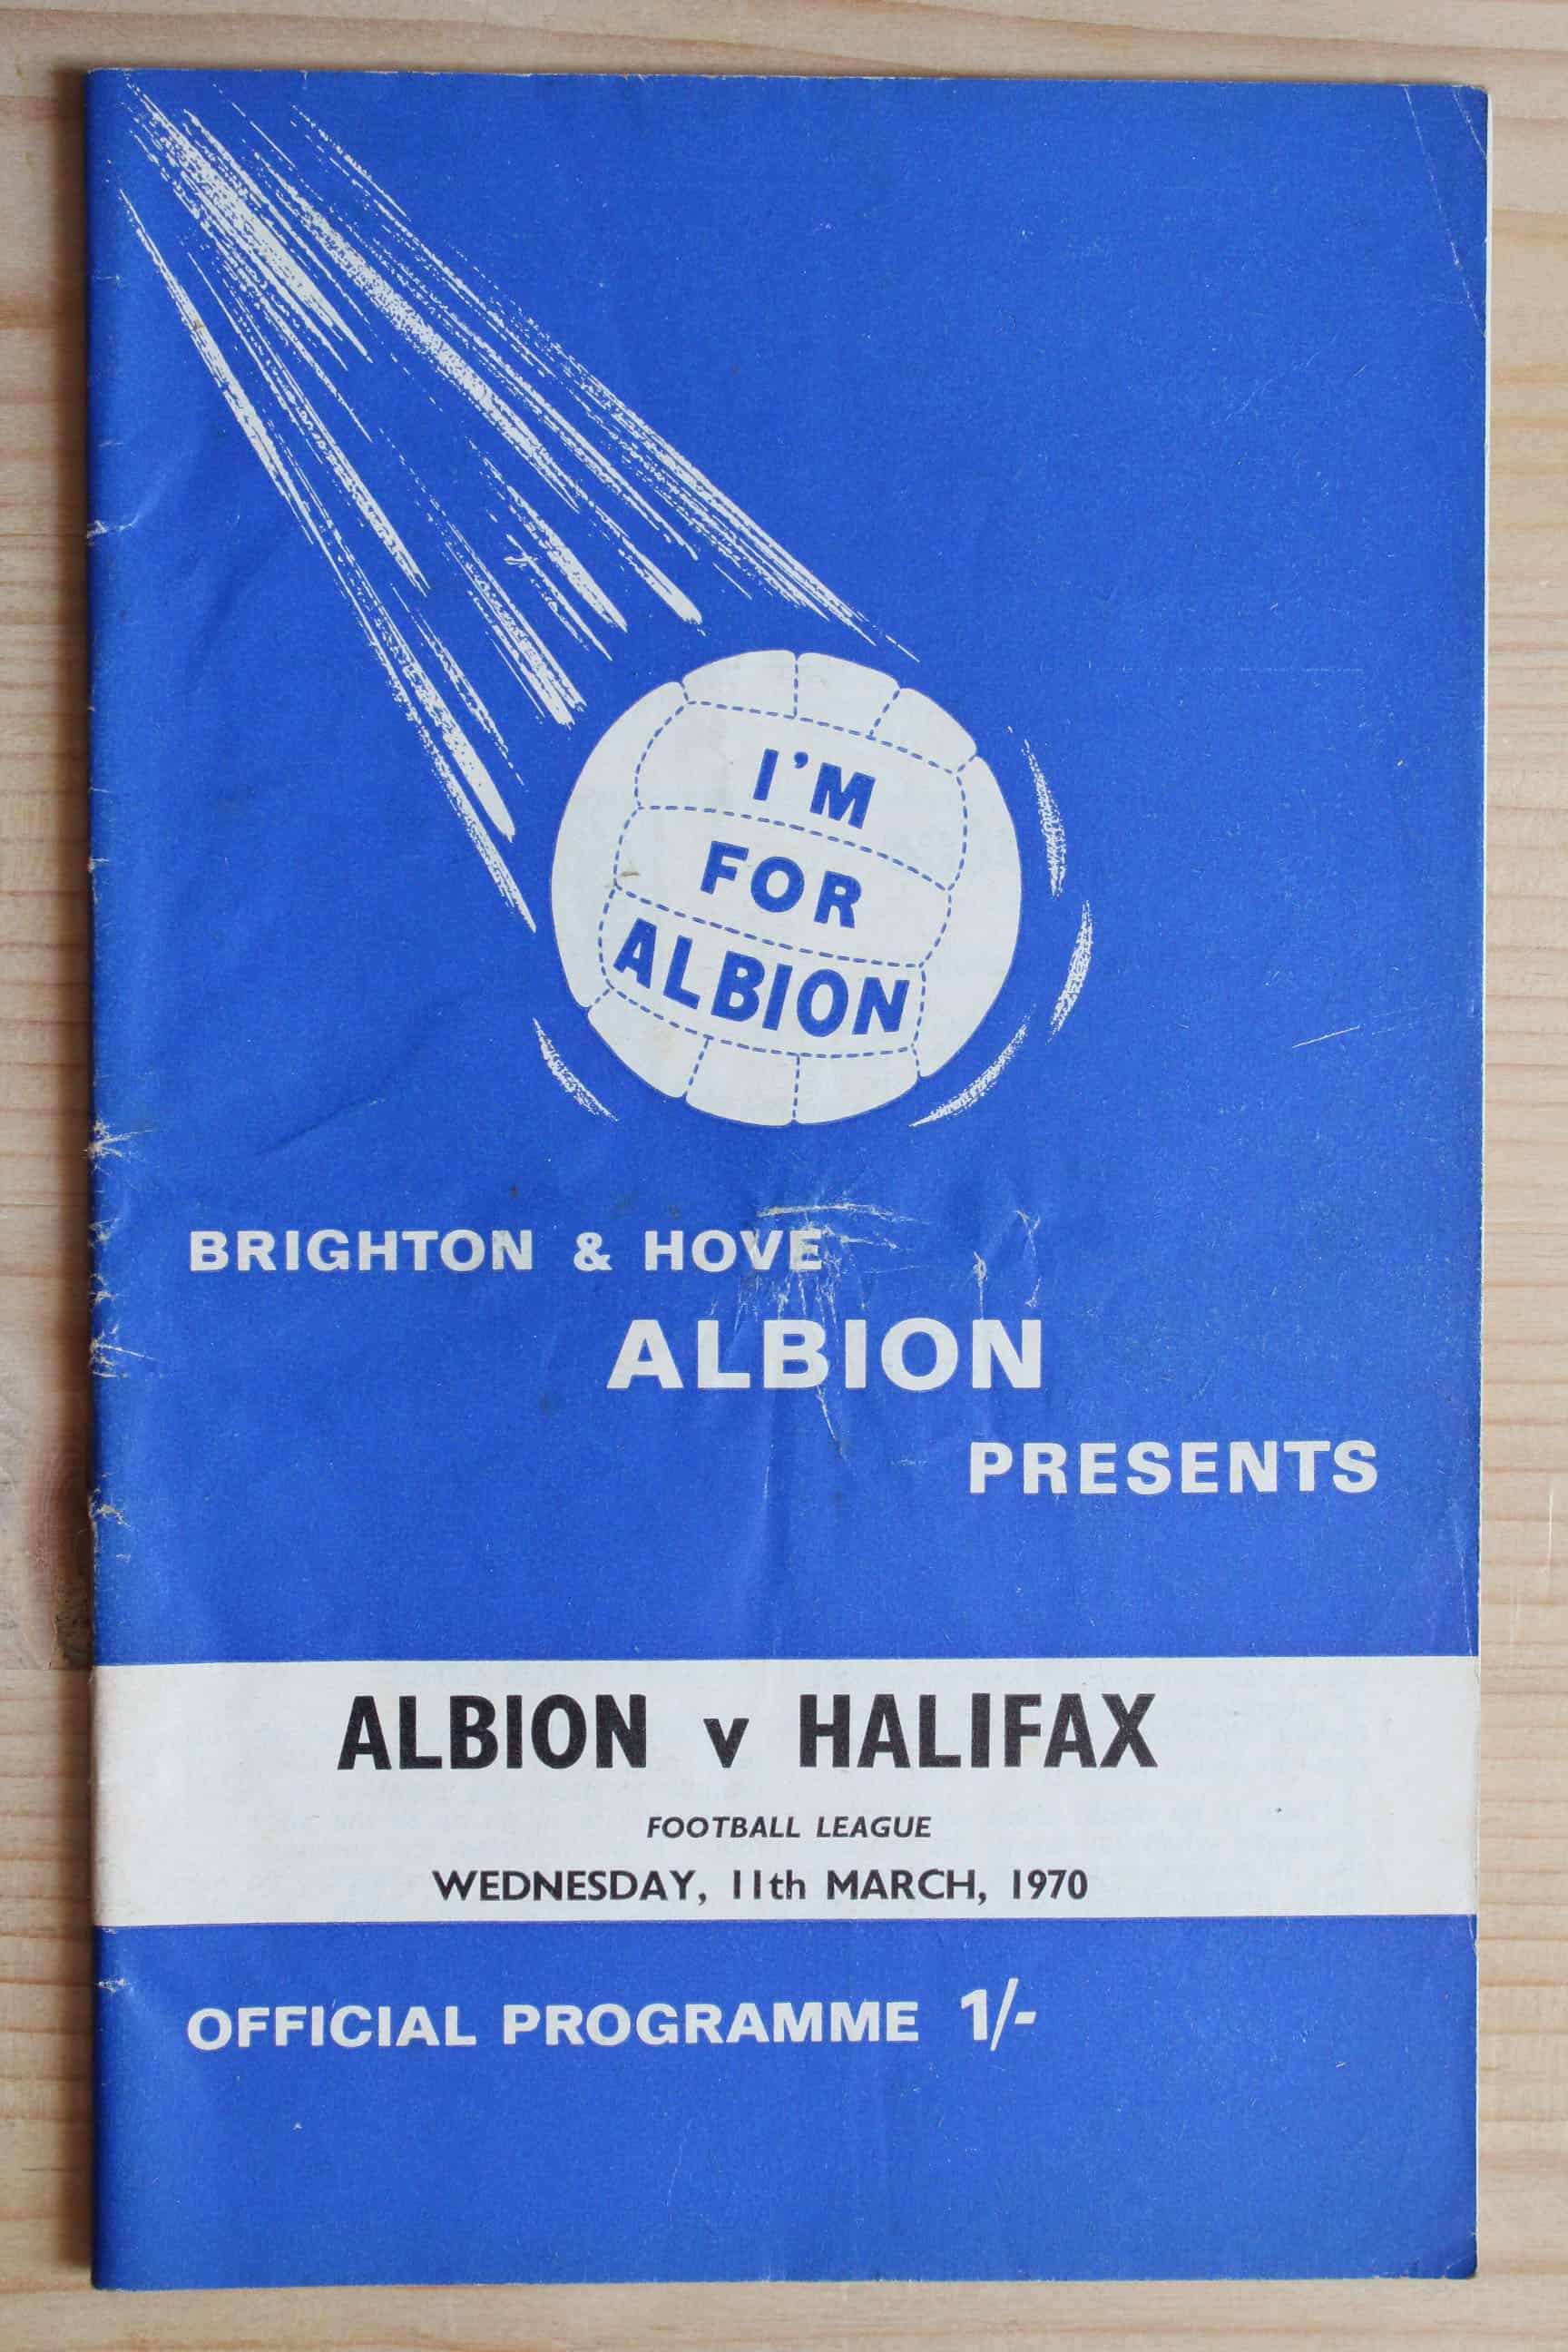 I'M
FOR
ALBION
BRIGHTON & HOVE
ALBION
PRESENTS
ALBION v HALIFAX
FOOTBALL LEAGUE
WEDNESDAY, 11th MARCH, 1970
OFFICIAL PROGRAMME 1/-